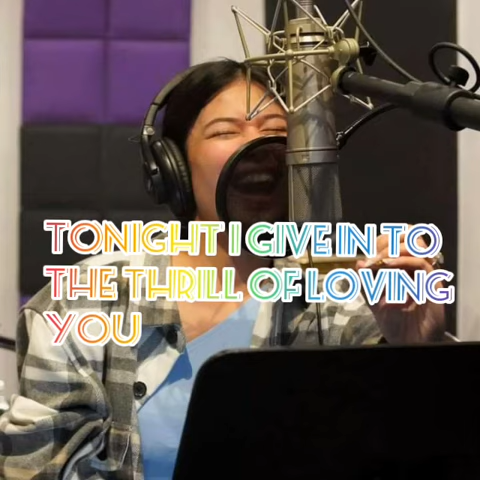 TONIGHT I GIVE IN TO
THE THRILL OF LOVING
YOU